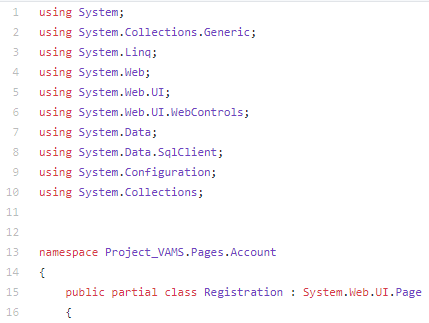 1 using System;
2 using System.Collections.Generic;
3 using System.Linq;
4 using System.Web;
5 using System.Web.UI;
6 using System.Web.UI.WebControls;
7 using System.Data;
8 using System.Data.SqlClient;
9 using System.Configuration;
10 using System.Collections;
11
12
13 namespace Project_VAMS.Pages.Account
14 {
15     public partial class Registration : System.Web.UI.Page
16     {